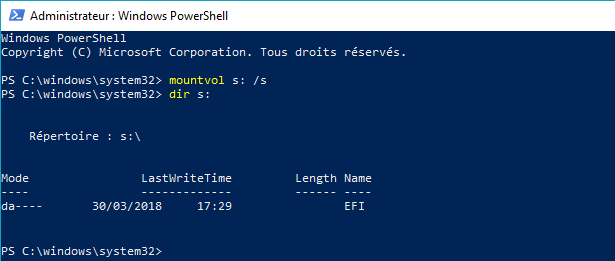 Administrateur : Windows PowerShell
Windows PowerShell
Copyright (C) Microsoft Corporation. Tous droits réservés.
PS C:\windows\system32> mountvol s: /s
PS C:\windows\system32> dir s:
Répertoire : s:\
Mode LastWriteTime Length Name
---- ------------- ------ ----
da---- 30/03/2018 17:29 EFI
PS C:\windows\system32>